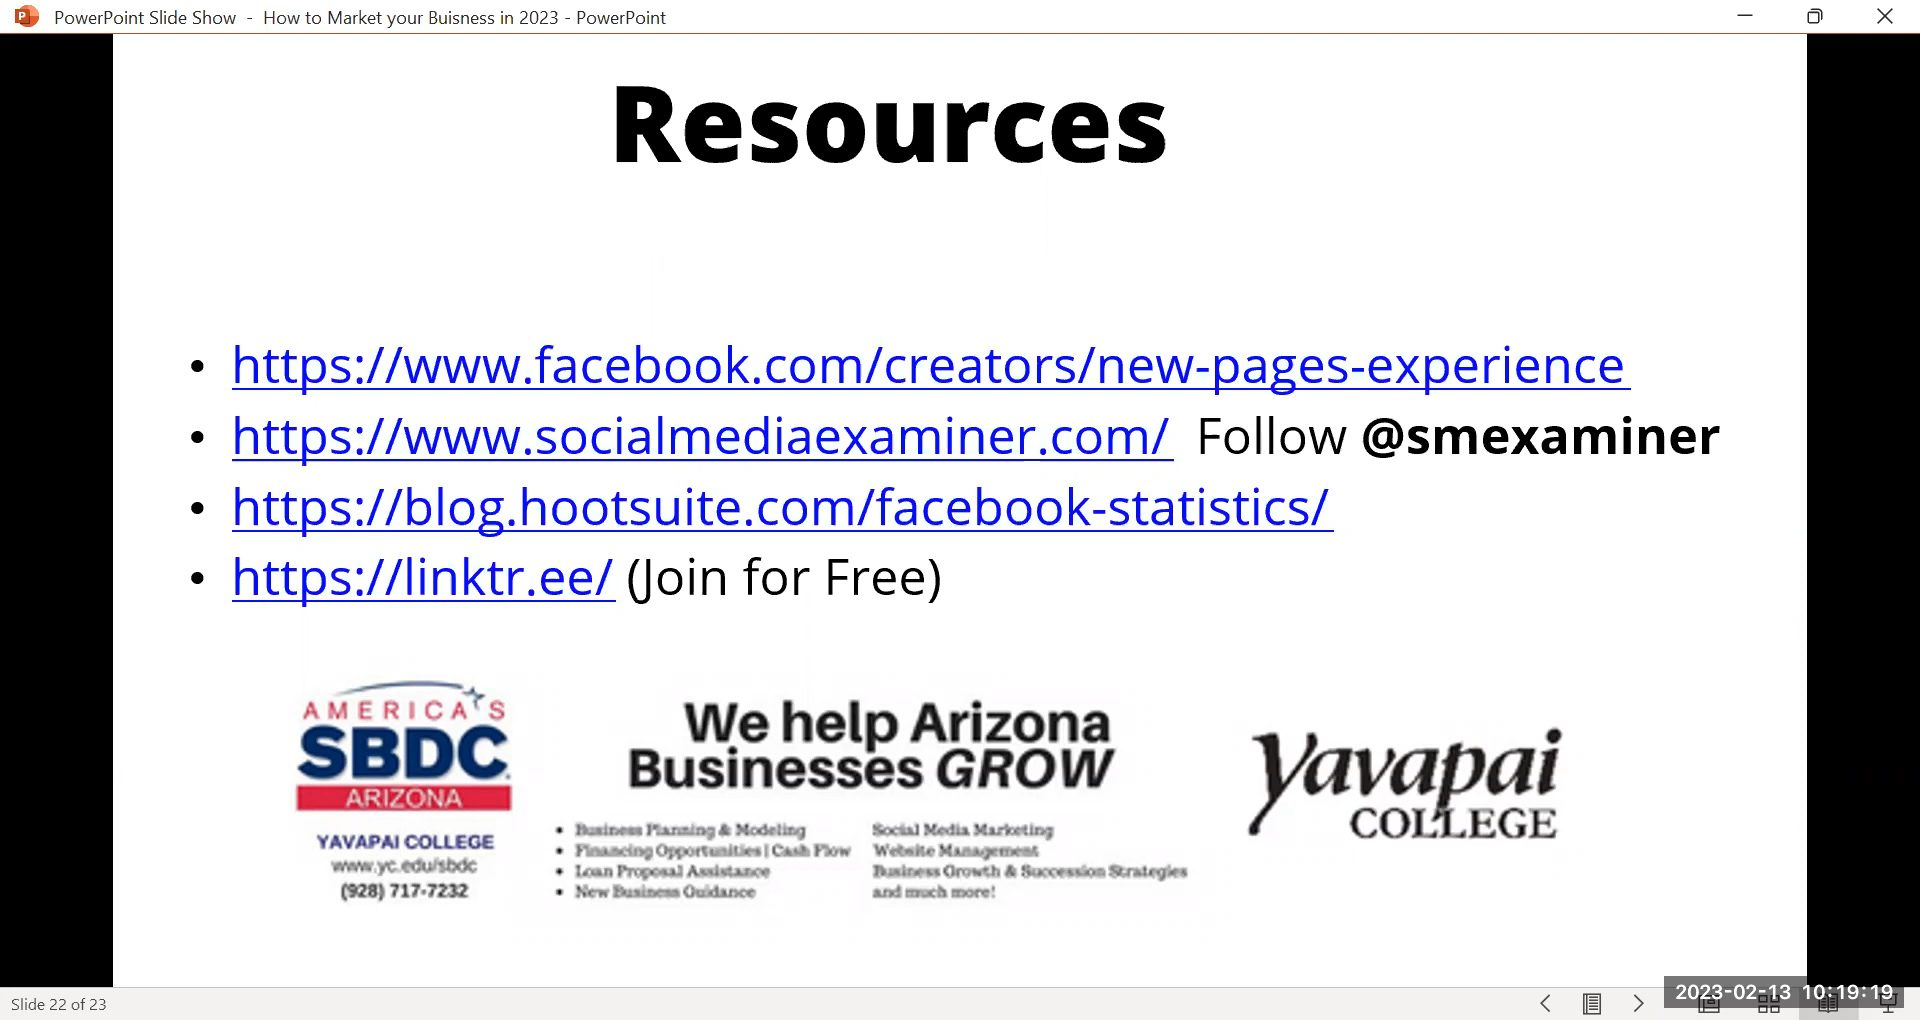 PowerPoint Slide Show - How to Market your Buisness in 2023 - PowerPoint
Resources
• https://www.facebook.com/creators/new-pages-experience
• https://www.socialmediaexaminer.com/ Follow @smexaminer
• https://blog.hootsuite.com/facebook-statistics/
• https://linktr.ee/ (Join for Free)
AMERICA'S
SBDC
ARIZONA
YAVAPAI COLLEGE
www.yc.edu/sbdc
(928) 717-7232
We help Arizona
Businesses GROW
• Business Planning & Modeling
• Financing Opportunities | Cash Flow
• Loan Proposal Assistance
• New Business Guidance
Social Media Marketing
Website Management
Business Growth & Succession Strategies
and much more!
Yavapai
COLLEGE
Slide 22 of 23
2023-02-13 10:19:19